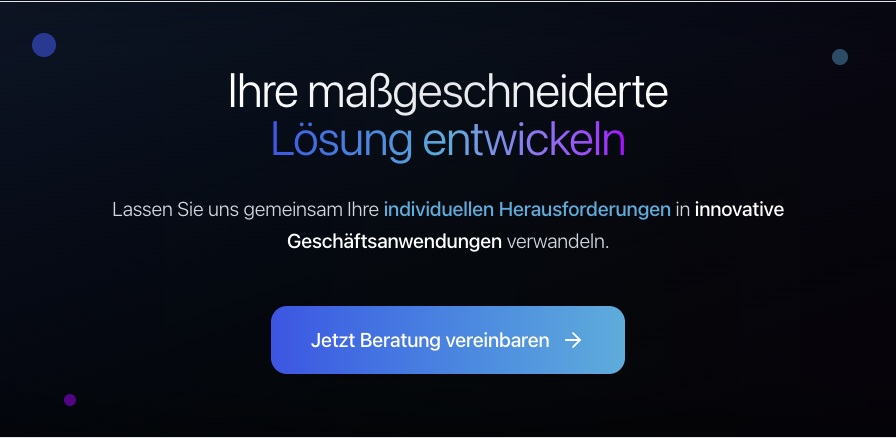 Ihre maßgeschneiderte
Lösung entwickeln
Lassen Sie uns gemeinsam Ihre individuellen Herausforderungen in innovative
Geschäftsanwendungen verwandeln.
Jetzt Beratung vereinbaren →